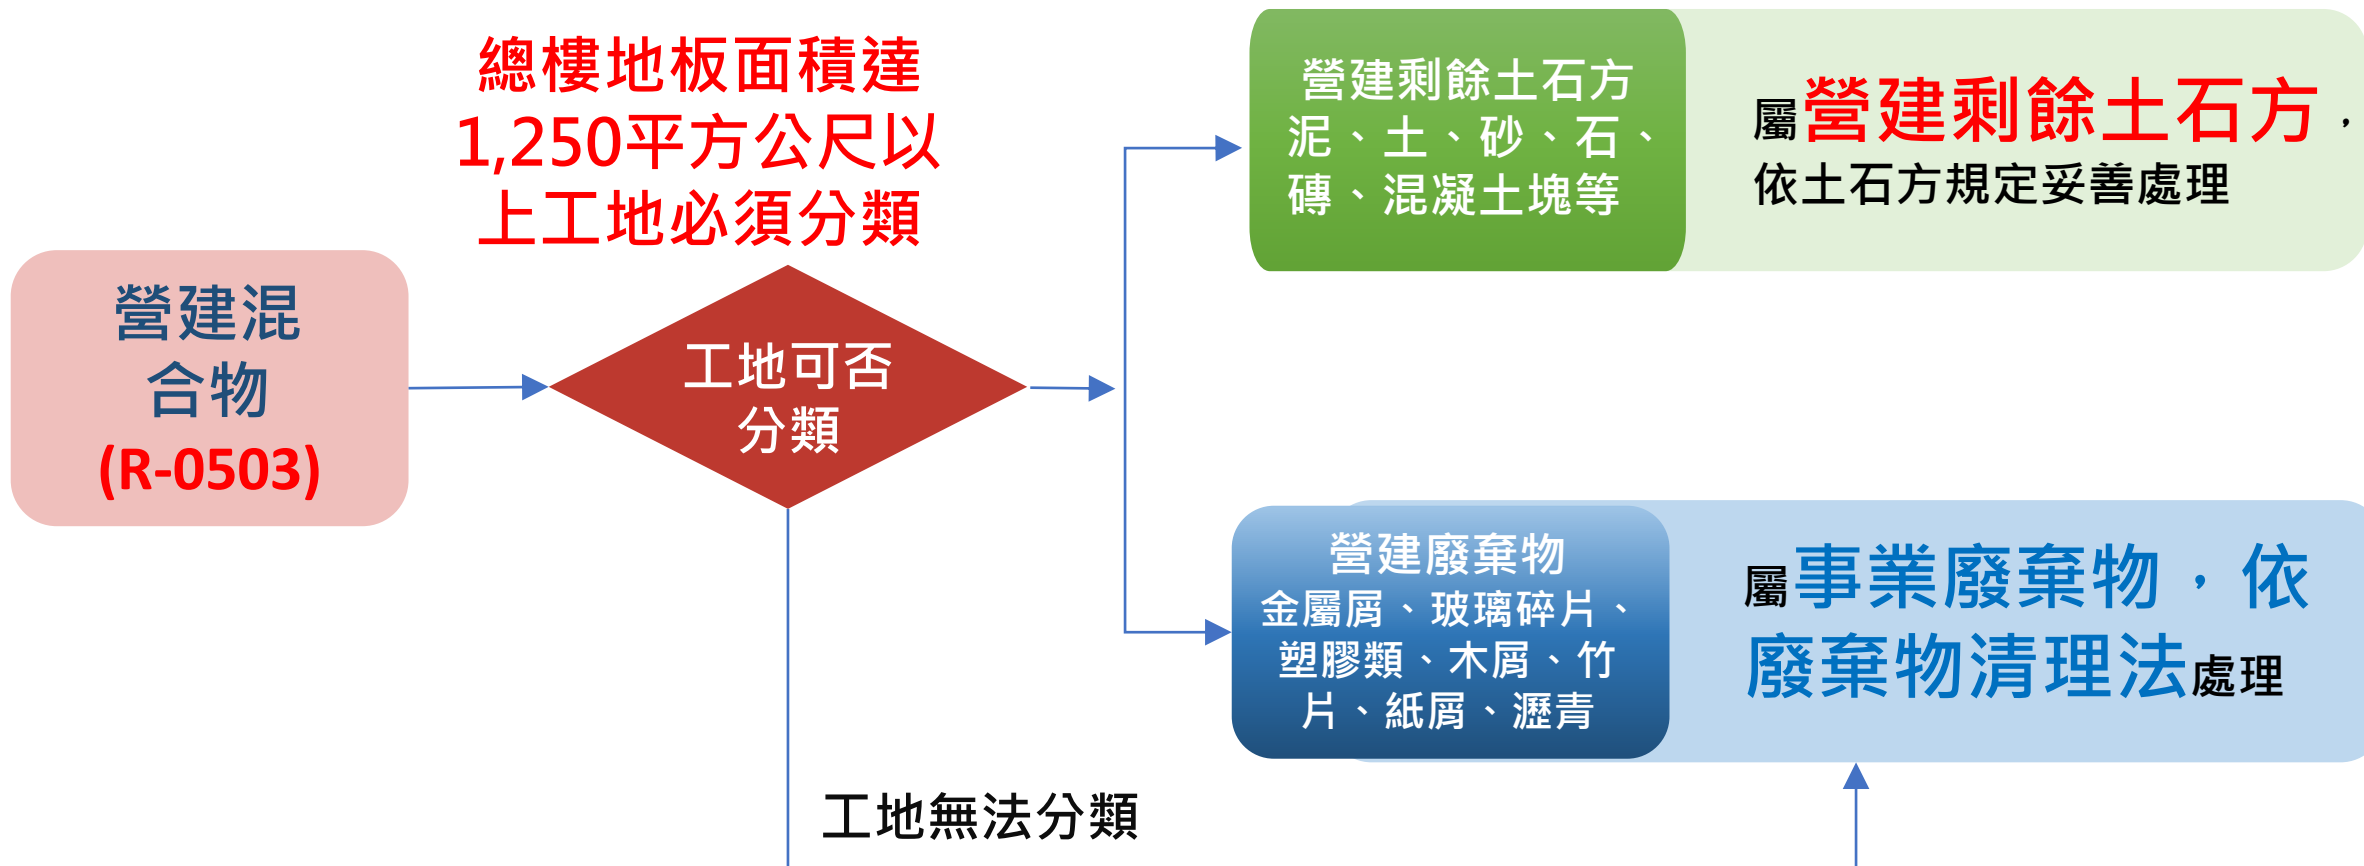 總樓地板面積達
1,250平方公尺以
上工地必須分類
營建混
合物
(R-0503)
工地可否
分類
營建剩餘土石方
泥、土、砂、石、
磚、混凝土塊等
屬營建剩餘土石方，
依土石方規定妥善處理
營建廢棄物
金屬屑、玻璃碎片、
塑膠類、木屑、竹
片、紙屑、瀝青
屬事業廢棄物，依
廢棄物清理法處理
工地無法分類